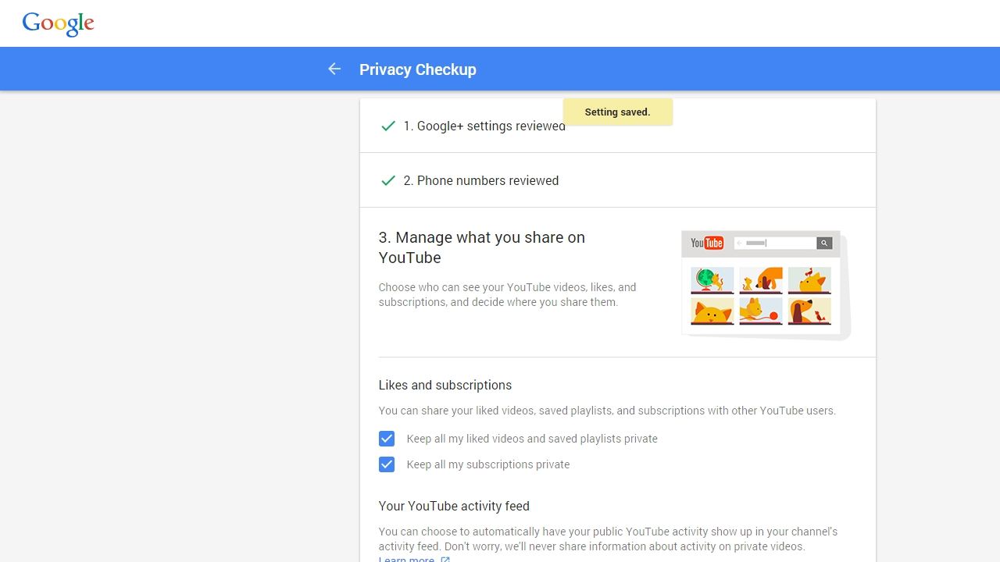 Google
Privacy Checkup
Setting saved.
1. Google+ settings reviewed
2. Phone numbers reviewed
3. Manage what you share on
YouTube
Choose who can see your YouTube videos, likes, and
subscriptions, and decide where you share them.
YouTube
Likes and subscriptions
You can share your liked videos, saved playlists, and subscriptions with other YouTube users.
Keep all my liked videos and saved playlists private
Keep all my subscriptions private
Your YouTube activity feed
You can choose to automatically have your public YouTube activity show up in your channel's
activity feed. Don't worry, we'll never share information about activity on private videos.
Learn more